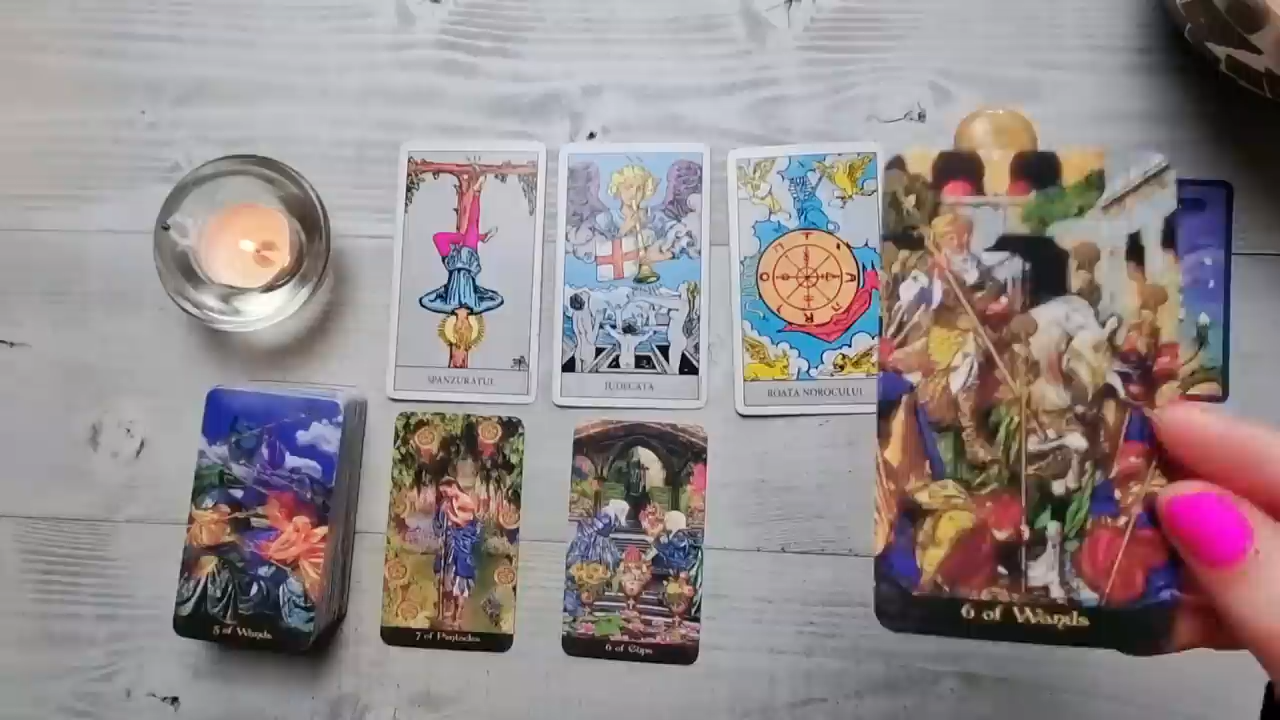 SPANZURATUL
JUDECATA
ROATA NOROCULUI
5 of Wands
7 of Pentacles
6 of Cups
6 of Wands